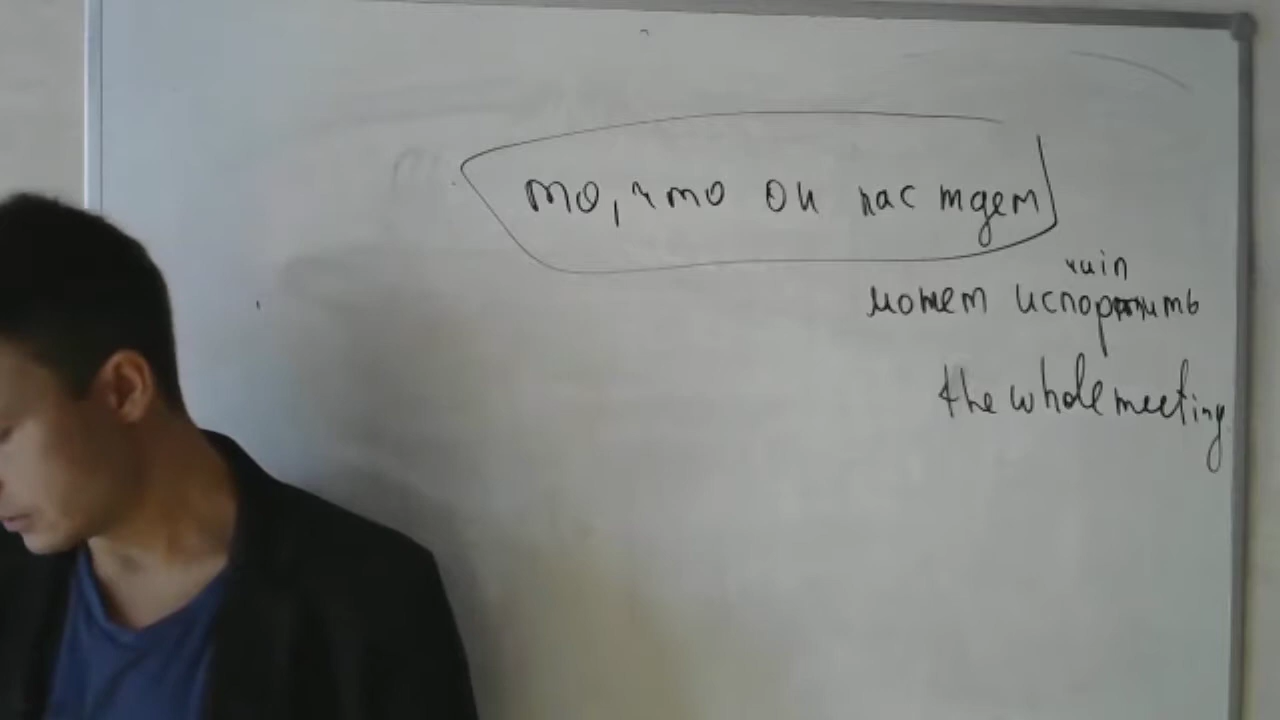 то, что он нас ждет
ruin
может испортить
the whole meeting